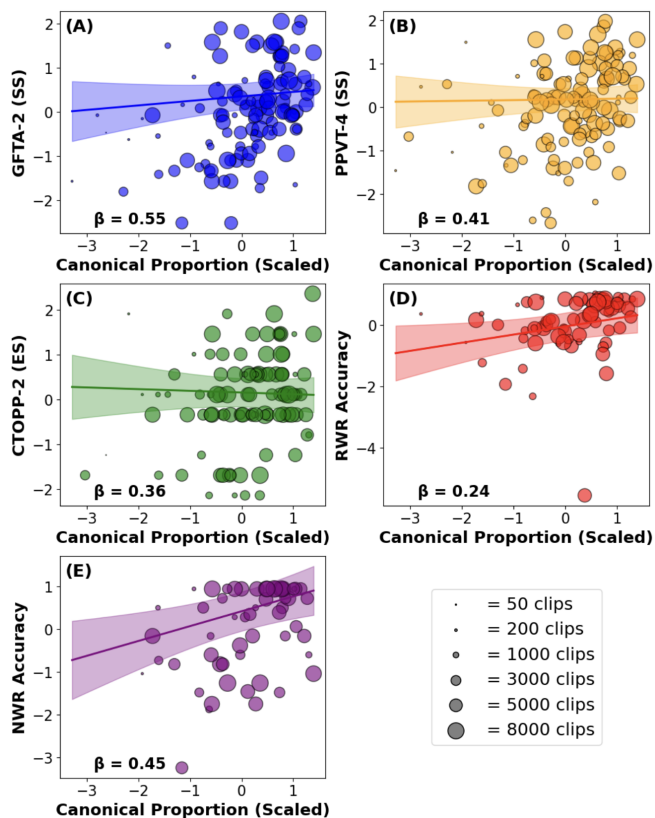 (A)
GFTA-2 (SS)
2
1
0
−1
−2
β = 0.55
−3 −2 −1 0 1
Canonical Proportion (Scaled)
(B)
PPVT-4 (SS)
2
1
0
−1
−2
β = 0.41
−3 −2 −1 0 1
Canonical Proportion (Scaled)
(C)
CTOPP-2 (ES)
2
1
0
−1
−2
β = 0.36
−3 −2 −1 0 1
Canonical Proportion (Scaled)
(D)
RWR Accuracy
0
−2
−4
β = 0.24
−3 −2 −1 0 1
Canonical Proportion (Scaled)
(E)
NWR Accuracy
1
0
−1
−2
−3
β = 0.45
−3 −2 −1 0 1
Canonical Proportion (Scaled)
= 50 clips
= 200 clips
= 1000 clips
= 3000 clips
= 5000 clips
= 8000 clips